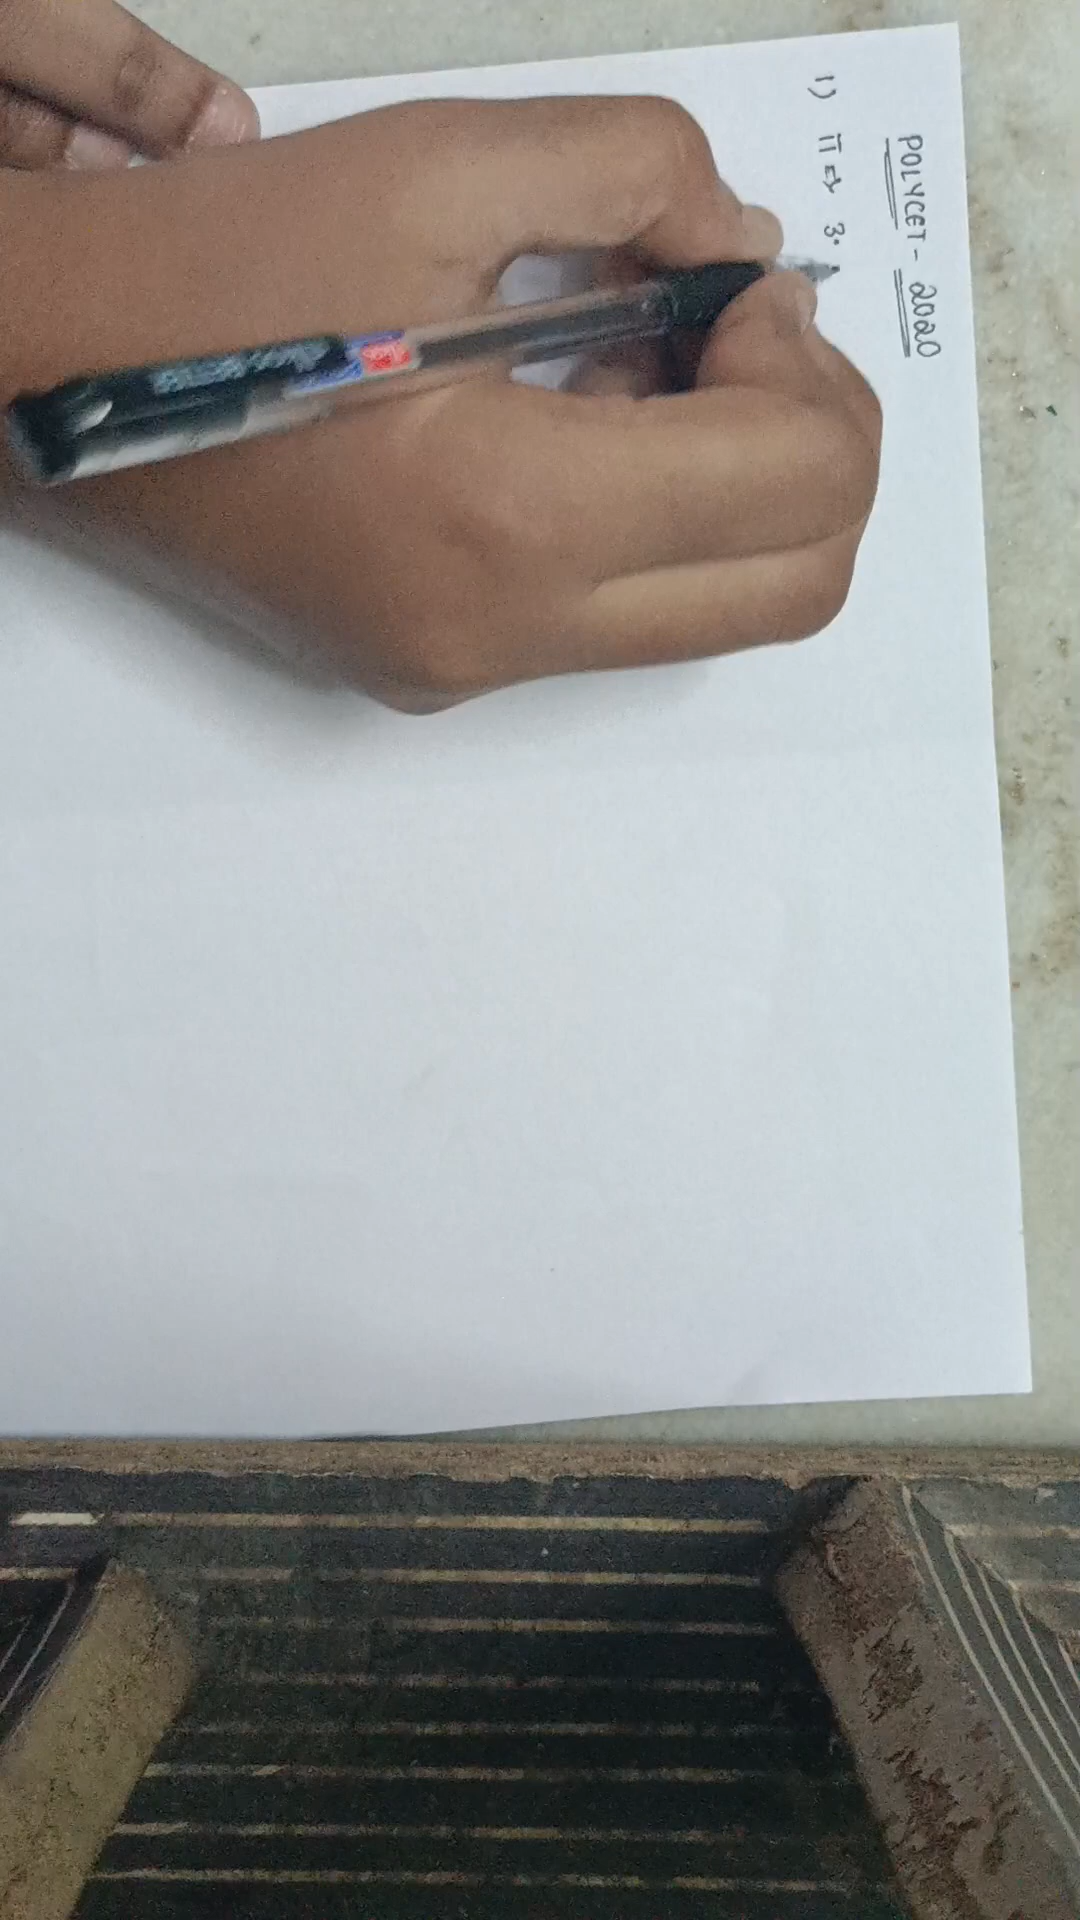 POLYCET - 2020
1) π ⇒ 3.